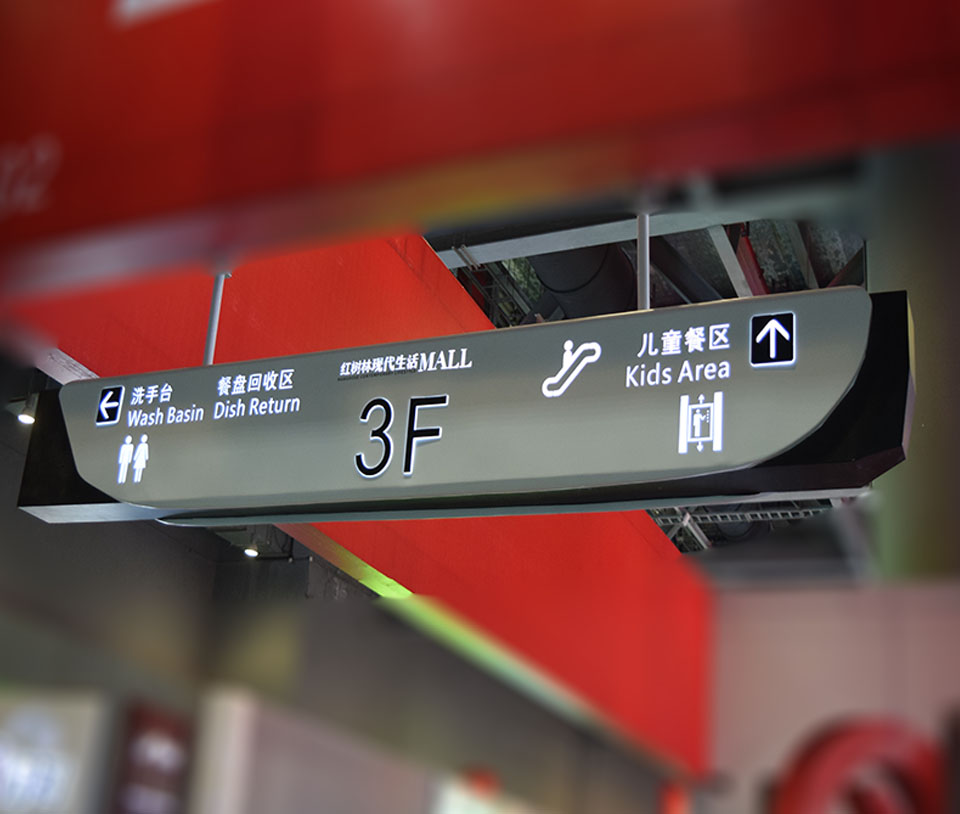 洗手台
Wash Basin
餐盘回收区
Dish Return
红树林现代生活MALL
3F
儿童餐区
Kids Area